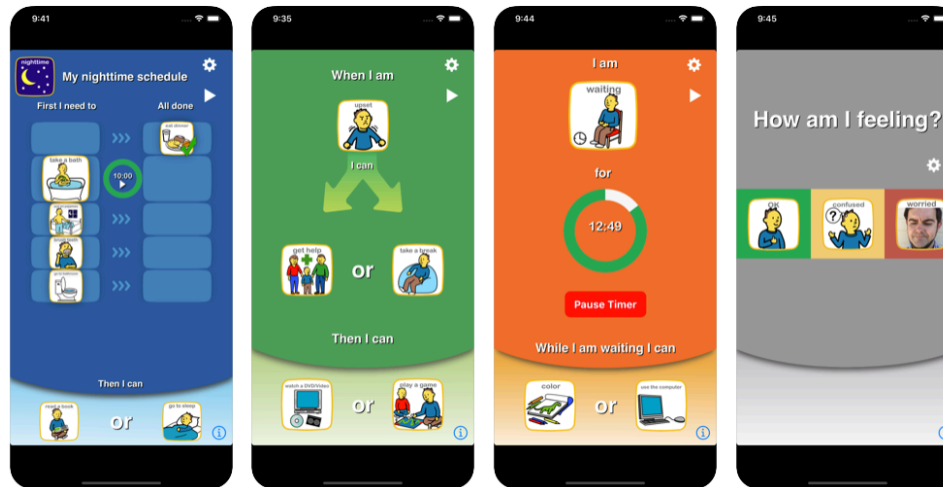 9:41
nighttime
My nighttime schedule
First I need to
All done
eat dinner
take a bath
10:00
brush teeth
Then I can
read a book
or
go to sleep
9:35
When I am
upset
I can
get help
or
take a break
Then I can
watch a DVD/Video
or
play a game
9:44
I am
waiting
for
12:49
Pause Timer
While I am waiting I can
color
or
use the computer
9:45
How am I feeling?
OK
confused
?
worried